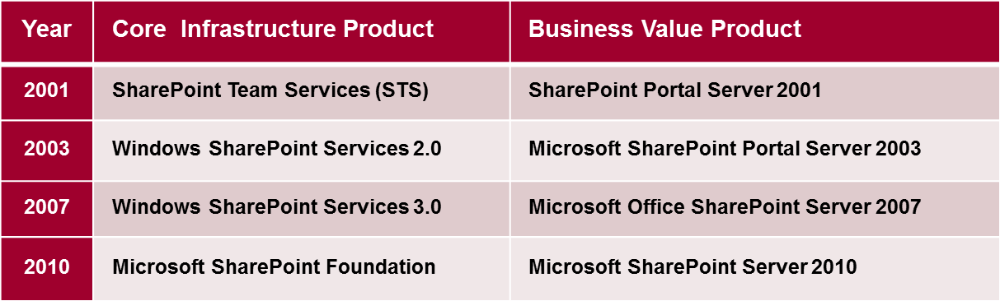 Year Core Infrastructure Product Business Value Product
2001 SharePoint Team Services (STS) SharePoint Portal Server 2001
2003 Windows SharePoint Services 2.0 Microsoft SharePoint Portal Server 2003
2007 Windows SharePoint Services 3.0 Microsoft Office SharePoint Server 2007
2010 Microsoft SharePoint Foundation Microsoft SharePoint Server 2010